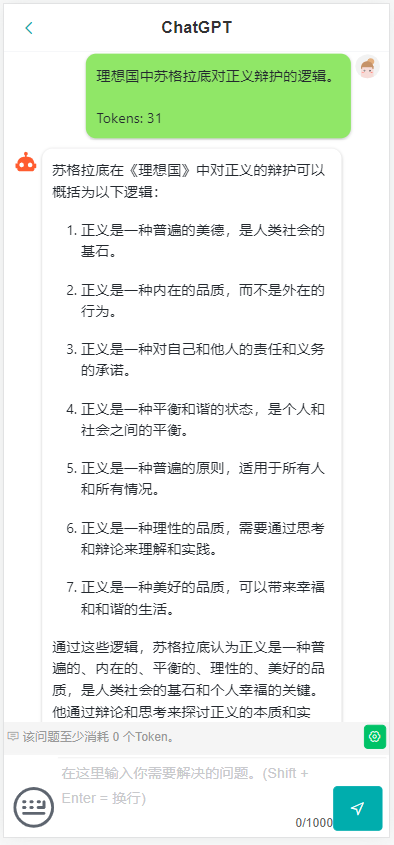 ChatGPT
理想国中苏格拉底对正义辩护的逻辑。
Tokens: 31
苏格拉底在《理想国》中对正义的辩护可以
概括为以下逻辑：
1. 正义是一种普遍的美德，是人类社会的
基石。
2. 正义是一种内在的品质，而不是外在的
行为。
3. 正义是一种对自己和他人的责任和义务
的承诺。
4. 正义是一种平衡和谐的状态，是个人和
社会之间的平衡。
5. 正义是一种普遍的原则，适用于所有人
和所有情况。
6. 正义是一种理性的品质，需要通过思考
和辩论来理解和实践。
7. 正义是一种美好的品质，可以带来幸福
和和谐的生活。
通过这些逻辑，苏格拉底认为正义是一种普
遍的、内在的、平衡的、理性的、美好的品
质，是人类社会的基石和个人幸福的关键。
他通过辩论和思考来探讨正义的本质和实
该问题至少消耗 0 个Token。
在这里输入你需要解决的问题。(Shift +
Enter = 换行)
0/1000